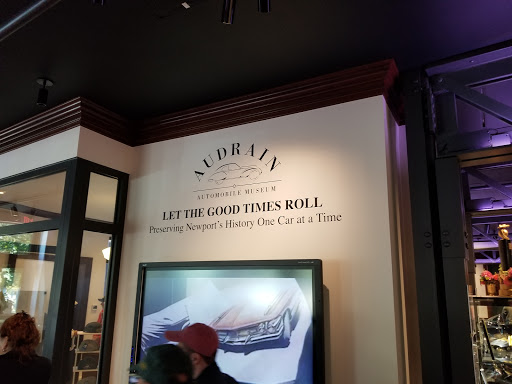 AUDRAIN
AUTOMOBILE MUSEUM
LET THE GOOD TIMES ROLL
Preserving Newport's History One Car at a Time